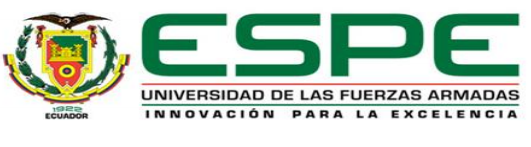 ESPE
UNIVERSIDAD DE LAS FUERZAS ARMADAS
INNOVACIÓN PARA LA EXCELENCIA
1922
ECUADOR